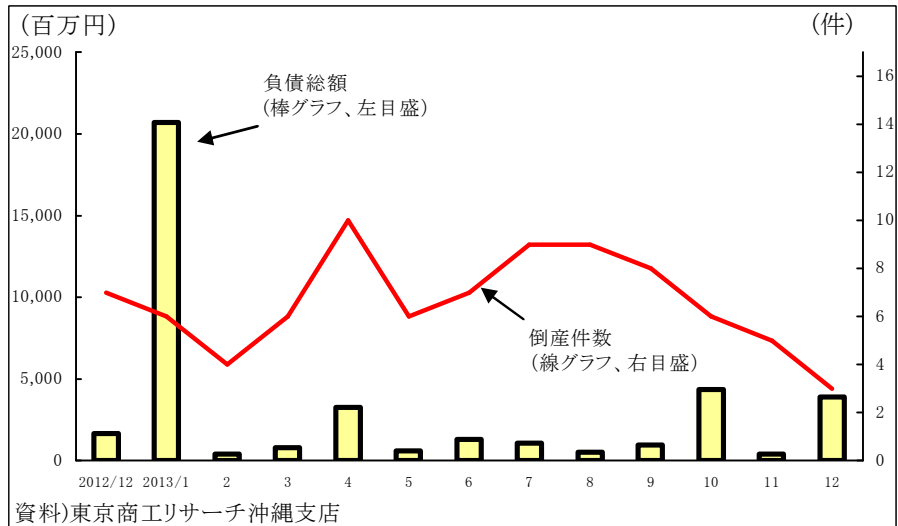 (百万円)
(件)
25,000
20,000
15,000
10,000
5,000
0
16
14
12
10
8
6
4
2
0
負債総額
(棒グラフ、左目盛)
倒産件数
(線グラフ、右目盛)
2012/12 2013/1 2 3 4 5 6 7 8 9 10 11 12
資料)東京商工リサーチ沖縄支店